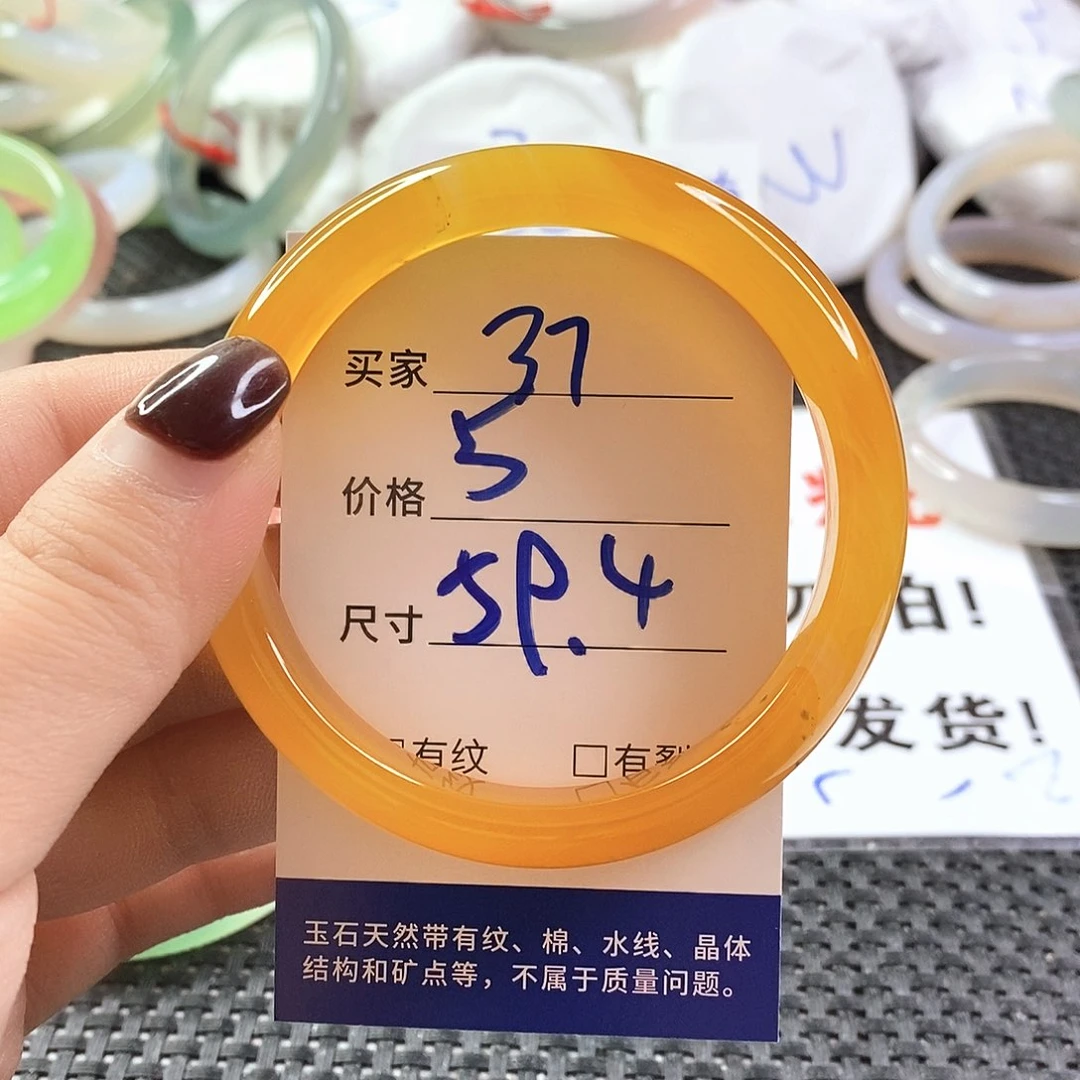 买家 37
价格 5
尺寸 59.4
有纹 □有裂
玉石天然带有纹、棉、水线、晶体
结构和矿点等，不属于质量问题。
拍!
发货!